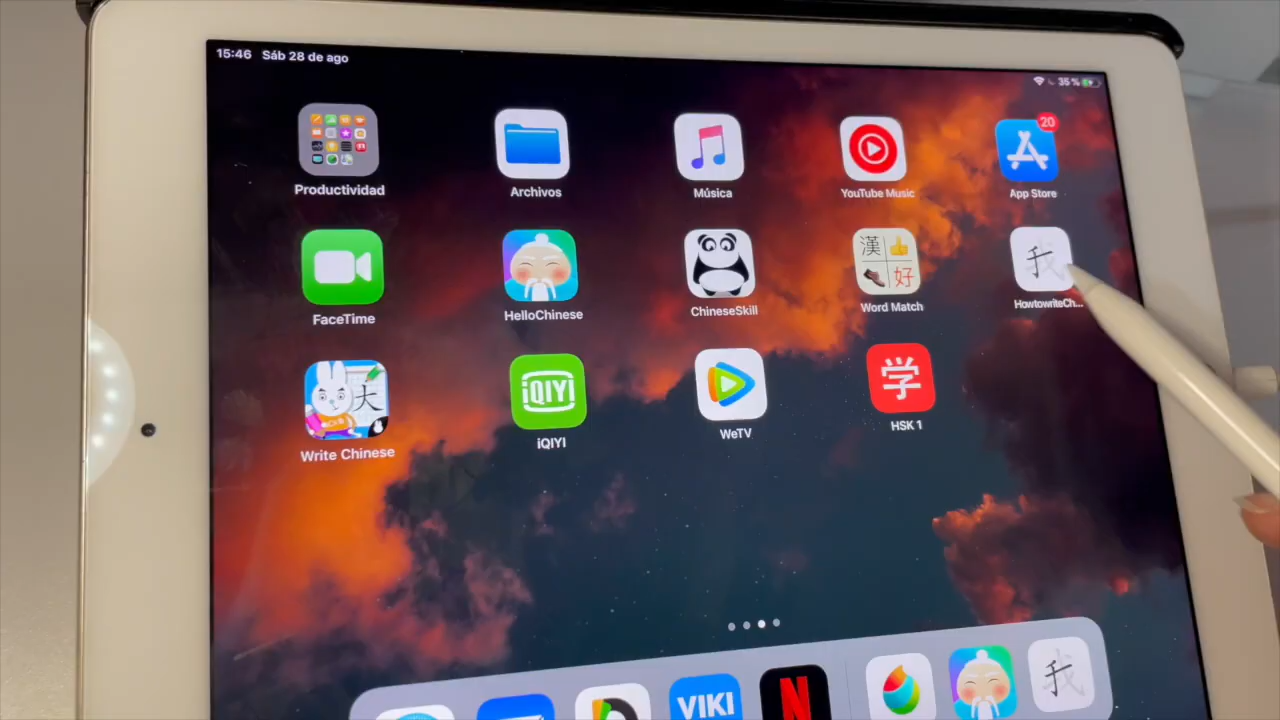 15:46 Sáb 28 de ago
35 %
20
Productividad
Archivos
Música
YouTube Music
App Store
漢
好
我
FaceTime
HelloChinese
ChineseSkill
Word Match
HowtowriteCh...
大
iQIYI
学
Write Chinese
iQIYI
WeTV
HSK 1
VIKI
N
我